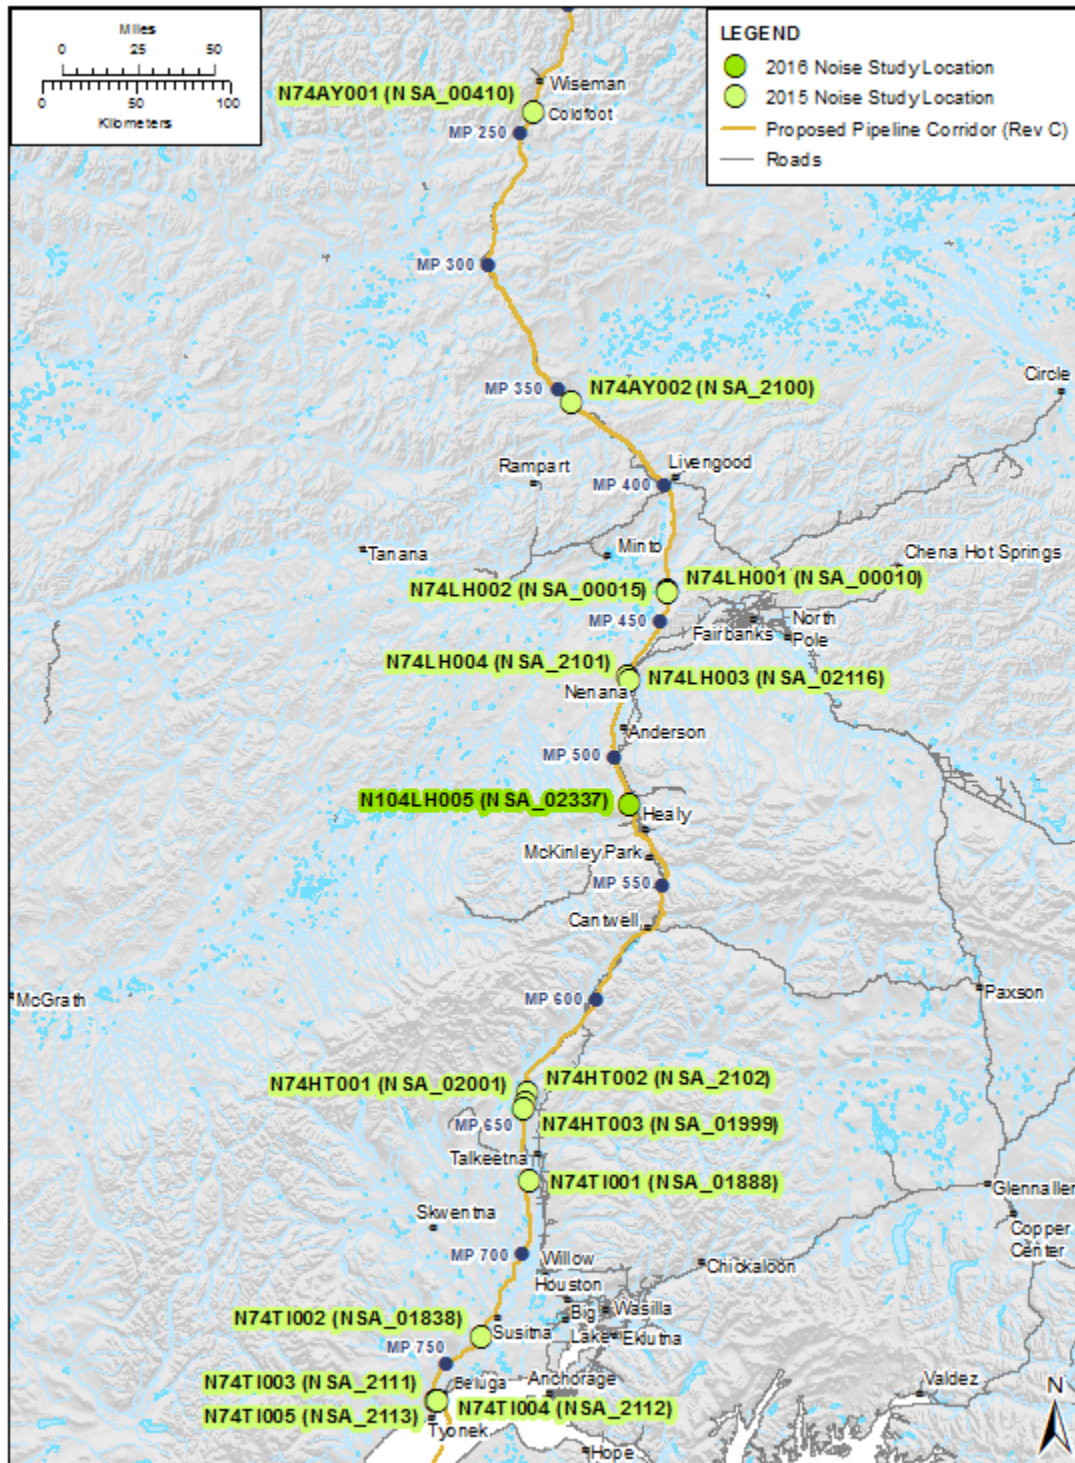 Miles
0 25 50
0 50 100
Kilometers
LEGEND
2016 Noise Study Location
2015 Noise Study Location
Proposed Pipeline Corridor (Rev C)
Roads
Wiseman
N74AY001 (NSA_00410)
Coldfoot
MP 250
MP 300
MP 350
N74AY002 (NSA_2100)
Circle
Rampart
Livengood
MP 400
Tanana
Minto
Chena Hot Springs
N74LH002 (NSA_00015)
N74LH001 (NSA_00010)
MP 450
Fairbanks
North
Pole
N74LH004 (NSA_2101)
N74LH003 (NSA_02116)
Nenana
Anderson
MP 500
N104LH005 (NSA_02337)
Healy
McKinley Park
MP 550
Cantwell
McGrath
MP 600
Paxson
N74HT001 (NSA_02001)
N74HT002 (NSA_2102)
MP 650
N74HT003 (NSA_01999)
Talkeetna
N74TI001 (NSA_01888)
Glennallen
Skwentna
Copper
Center
MP 700
Willow
Chickaloon
Houston
N74TI002 (NSA_01838)
Big
Lake
Wasilla
Susitna
Eklutna
MP 750
N74TI003 (NSA_2111)
Beluga
Anchorage
Valdez
N
N74TI005 (NSA_2113)
N74TI004 (NSA_2112)
Tyonek
Hope